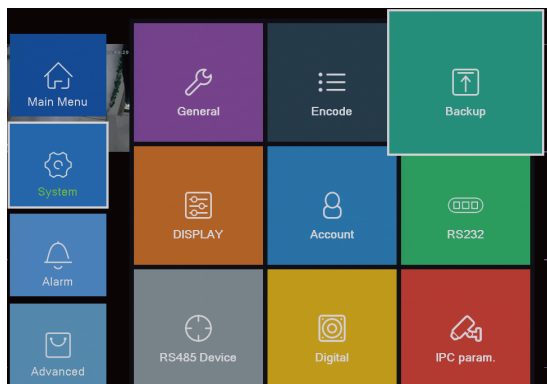 Main Menu
System
Alarm
Advanced
General
Encode
Backup
DISPLAY
Account
RS232
RS485 Device
Digital
IPC param.